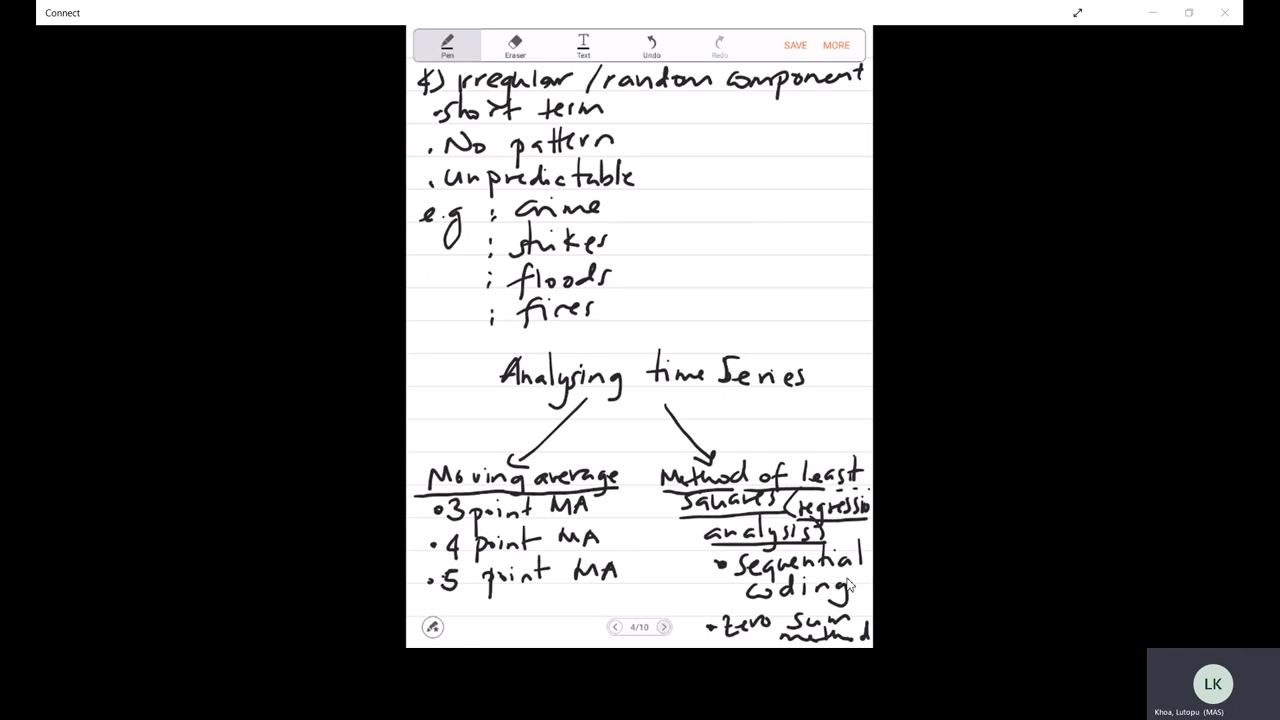 Connect
Pen
Eraser
Text
Undo
Redo
SAVE
MORE
4) irregular / random component
• short term
• No pattern
• unpredictable
e.g : crime
: strikes
: floods
: fires
Analysing time Series
Moving average
• 3 point MA
• 4 point MA
• 5 point MA
Method of least
squares (regressio
analysis)
• sequential
coding
• zero sum
method
4/10
LK
Khoa, Lutopu (MAS)